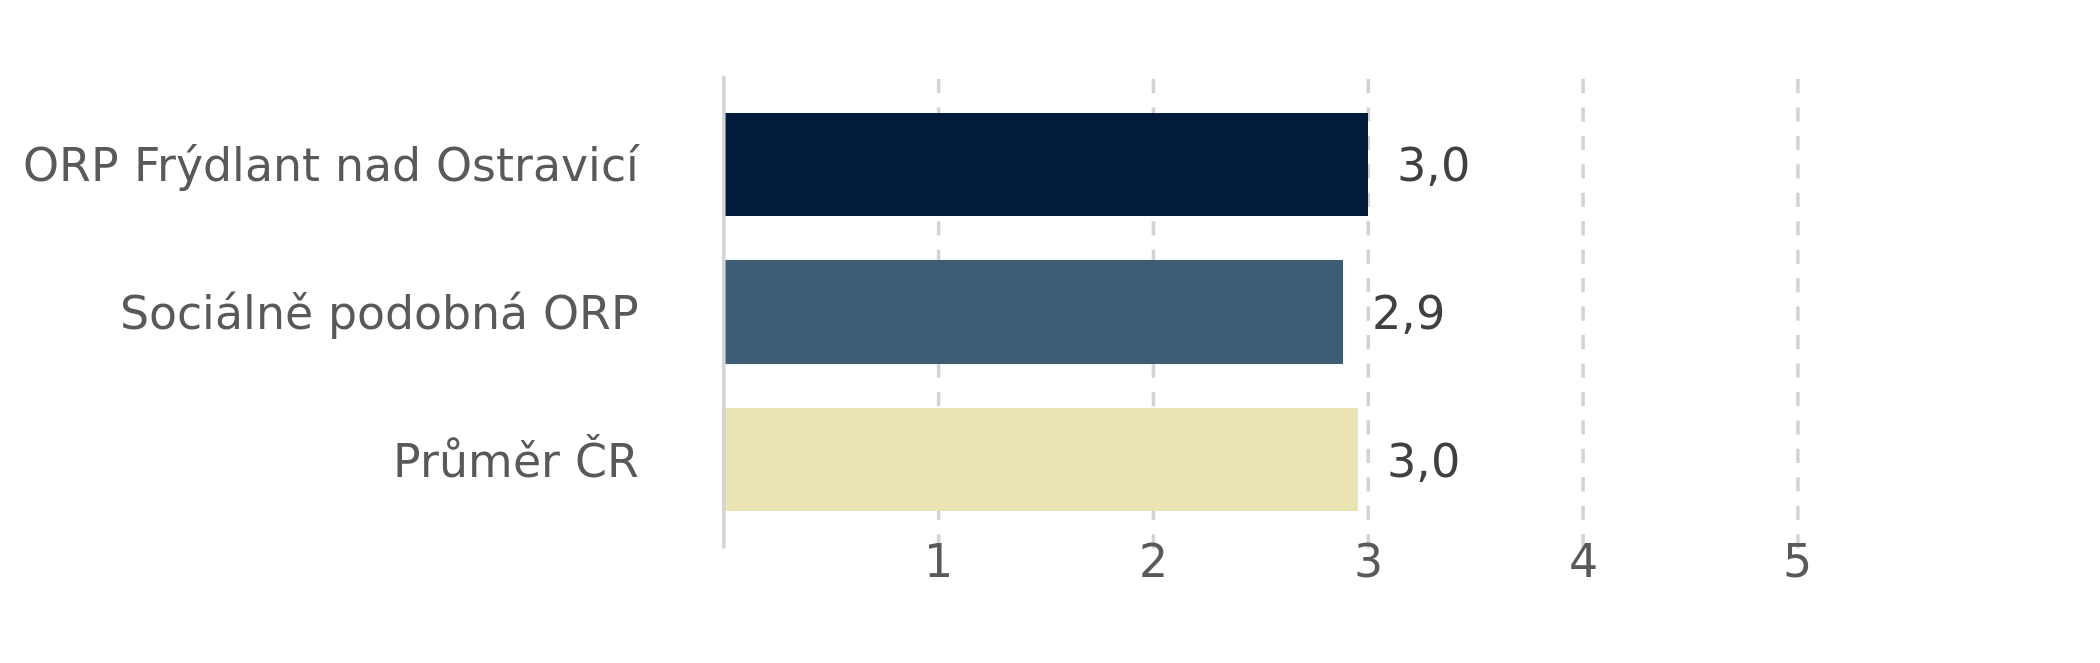 ORP Frýdlant nad Ostravicí 3,0
Sociálně podobná ORP 2,9
Průměr ČR 3,0
1 2 3 4 5